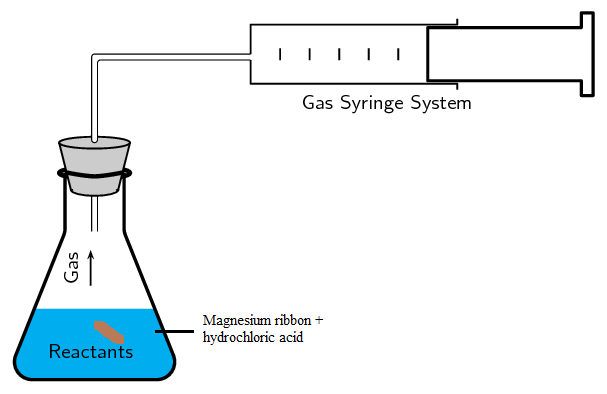 Gas Syringe System
Gas
Magnesium ribbon +
hydrochloric acid
Reactants